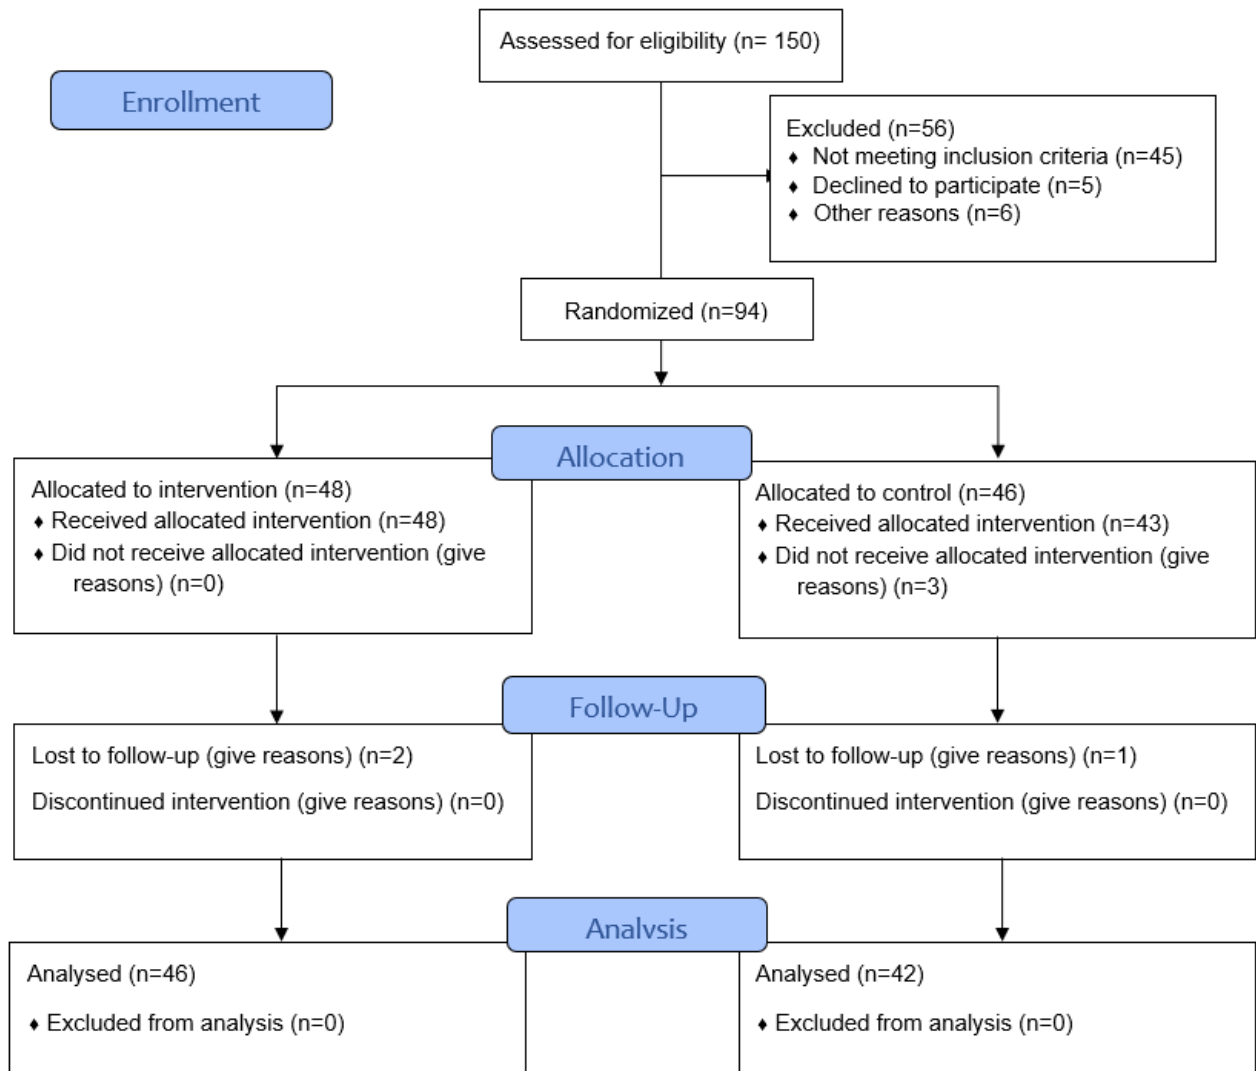 Assessed for eligibility (n= 150)
Enrollment
Excluded (n=56)
♦ Not meeting inclusion criteria (n=45)
♦ Declined to participate (n=5)
♦ Other reasons (n=6)
Randomized (n=94)
Allocation
Allocated to intervention (n=48)
♦ Received allocated intervention (n=48)
♦ Did not receive allocated intervention (give
reasons) (n=0)
Allocated to control (n=46)
♦ Received allocated intervention (n=43)
♦ Did not receive allocated intervention (give
reasons) (n=3)
Follow-Up
Lost to follow-up (give reasons) (n=2)
Discontinued intervention (give reasons) (n=0)
Lost to follow-up (give reasons) (n=1)
Discontinued intervention (give reasons) (n=0)
Analysis
Analysed (n=46)
♦ Excluded from analysis (n=0)
Analysed (n=42)
♦ Excluded from analysis (n=0)